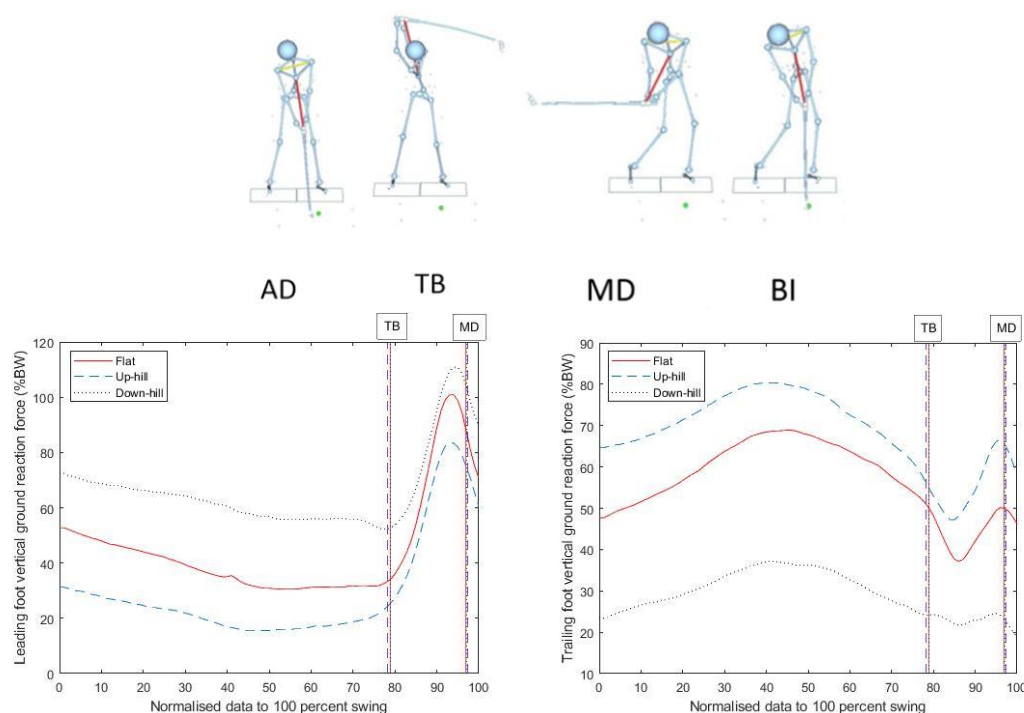 AD
TB
MD
BI
TB
MD
120
100
80
60
40
20
0
Leading foot vertical ground reaction force (%BW)
Flat
Up-hill
Down-hill
0 10 20 30 40 50 60 70 80 90 100
Normalised data to 100 percent swing
TB
MD
90
80
70
60
50
40
30
20
10
Trailing foot vertical ground reaction force (%BW)
Flat
Up-hill
Down-hill
0 10 20 30 40 50 60 70 80 90 100
Normalised data to 100 percent swing